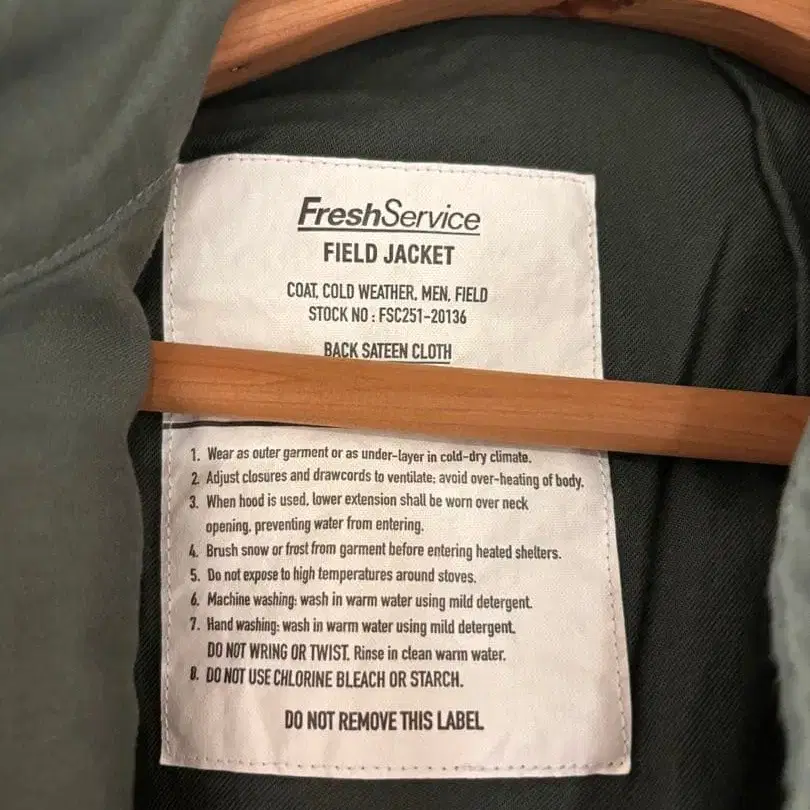 FreshService
FIELD JACKET
COAT, COLD WEATHER, MEN, FIELD
STOCK NO : FSC251-20136
BACK SATEEN CLOTH
1. Wear as outer garment or as under-layer in cold-dry climate.
2. Adjust closures and drawcords to ventilate; avoid over-heating of body.
3. When hood is used, lower extension shall be worn over neck
opening, preventing water from entering.
4. Brush snow or frost from garment before entering heated shelters.
5. Do not expose to high temperatures around stoves.
6. Machine washing: wash in warm water using mild detergent.
7. Hand washing: wash in warm water using mild detergent.
DO NOT WRING OR TWIST. Rinse in clean warm water.
8. DO NOT USE CHLORINE BLEACH OR STARCH.
DO NOT REMOVE THIS LABEL